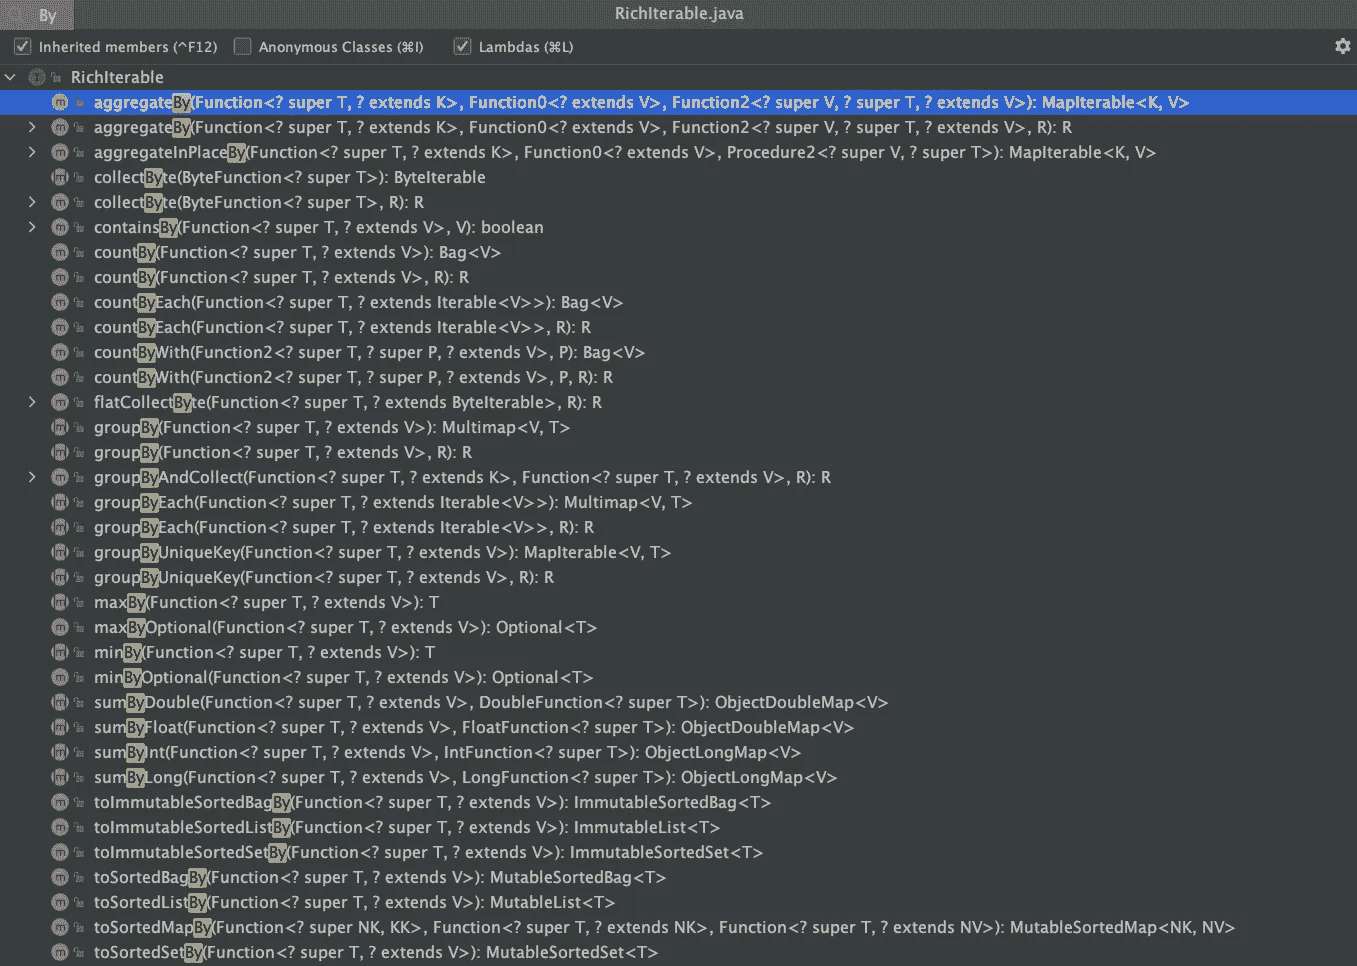 By
RichIterable.java
Inherited members (^F12) Anonymous Classes (⌘I) Lambdas (⌘L)
RichIterable
aggregateBy(Function<? super T, ? extends K>, Function0<? extends V>, Function2<? super V, ? super T, ? extends V>): MapIterable<K, V>
aggregateBy(Function<? super T, ? extends K>, Function0<? extends V>, Function2<? super V, ? super T, ? extends V>, R): R
aggregateInPlaceBy(Function<? super T, ? extends K>, Function0<? extends V>, Procedure2<? super V, ? super T>): MapIterable<K, V>
collectByte(ByteFunction<? super T>): ByteIterable
collectByte(ByteFunction<? super T>, R): R
containsBy(Function<? super T, ? extends V>, V): boolean
countBy(Function<? super T, ? extends V>): Bag<V>
countBy(Function<? super T, ? extends V>, R): R
countByEach(Function<? super T, ? extends Iterable<V>>): Bag<V>
countByEach(Function<? super T, ? extends Iterable<V>>, R): R
countByWith(Function2<? super T, ? super P, ? extends V>, P): Bag<V>
countByWith(Function2<? super T, ? super P, ? extends V>, P, R): R
flatCollectByte(Function<? super T, ? extends ByteIterable>, R): R
groupBy(Function<? super T, ? extends V>): Multimap<V, T>
groupBy(Function<? super T, ? extends V>, R): R
groupByAndCollect(Function<? super T, ? extends K>, Function<? super T, ? extends V>, R): R
groupByEach(Function<? super T, ? extends Iterable<V>>): Multimap<V, T>
groupByEach(Function<? super T, ? extends Iterable<V>>, R): R
groupByUniqueKey(Function<? super T, ? extends V>): MapIterable<V, T>
groupByUniqueKey(Function<? super T, ? extends V>, R): R
maxBy(Function<? super T, ? extends V>): T
maxByOptional(Function<? super T, ? extends V>): Optional<T>
minBy(Function<? super T, ? extends V>): T
minByOptional(Function<? super T, ? extends V>): Optional<T>
sumByDouble(Function<? super T, ? extends V>, DoubleFunction<? super T>): ObjectDoubleMap<V>
sumByFloat(Function<? super T, ? extends V>, FloatFunction<? super T>): ObjectDoubleMap<V>
sumByInt(Function<? super T, ? extends V>, IntFunction<? super T>): ObjectLongMap<V>
sumByLong(Function<? super T, ? extends V>, LongFunction<? super T>): ObjectLongMap<V>
toImmutableSortedBagBy(Function<? super T, ? extends V>): ImmutableSortedBag<T>
toImmutableSortedListBy(Function<? super T, ? extends V>): ImmutableList<T>
toImmutableSortedSetBy(Function<? super T, ? extends V>): ImmutableSortedSet<T>
toSortedBagBy(Function<? super T, ? extends V>): MutableSortedBag<T>
toSortedListBy(Function<? super T, ? extends V>): MutableList<T>
toSortedMapBy(Function<? super NK, KK>, Function<? super T, ? extends NK>, Function<? super T, ? extends NV>): MutableSortedMap<NK, NV>
toSortedSetBy(Function<? super T, ? extends V>): MutableSortedSet<T>